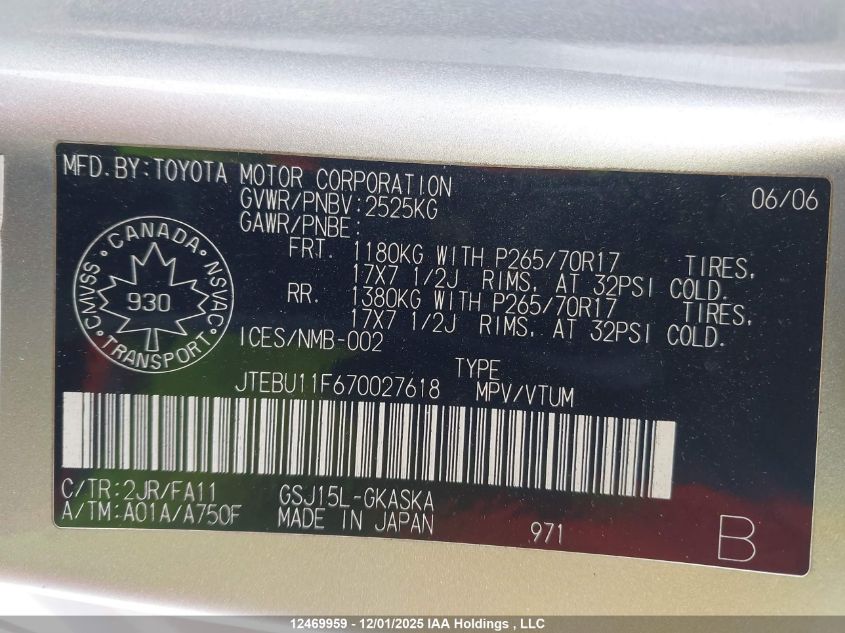 MFD. BY: TOYOTA MOTOR CORPORATION 06/06
GVWR/PNBV: 2525KG
GAWR/PNBE:
FRT. 1180KG WITH P265/70R17 TIRES,
17X7 1/2J RIMS, AT 32PSI COLD.
RR. 1380KG WITH P265/70R17 TIRES,
17X7 1/2J RIMS, AT 32PSI COLD.
CANADA
CMVSS 930 NSVAC
TRANSPORT
ICES/NMB-002
TYPE
JTEBU11F670027618 MPV/VTUM
C/TR: 2JR/FA11 GSJ15L-GKASKA
A/TM: A01A/A750F MADE IN JAPAN 971 B
12469959 - 12/01/2025 IAA Holdings , LLC